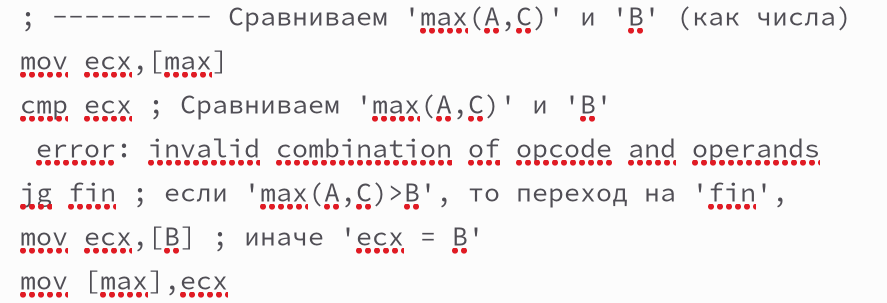 ; ---------- Сравниваем 'max(A,C)' и 'B' (как числа)
mov ecx,[max]
cmp ecx ; Сравниваем 'max(A,C)' и 'B'
 error: invalid combination of opcode and operands
jg fin ; если 'max(A,C)>B', то переход на 'fin',
mov ecx,[B] ; иначе 'ecx = B'
mov [max],ecx